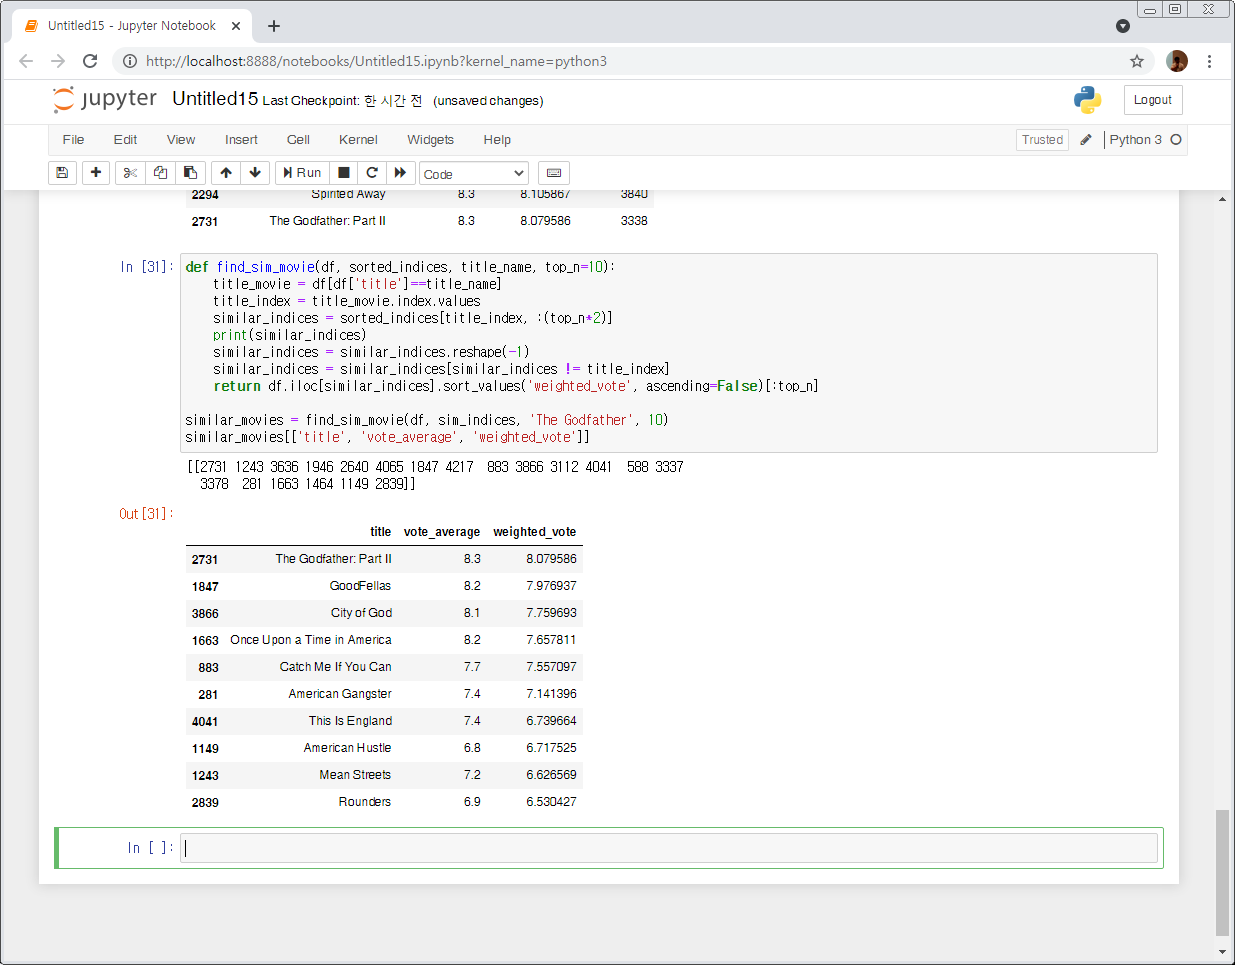 Untitled15 - Jupyter Notebook
http://localhost:8888/notebooks/Untitled15.ipynb?kernel_name=python3
jupyter Untitled15 Last Checkpoint: 한 시간 전 (unsaved changes) Logout
File Edit View Insert Cell Kernel Widgets Help Trusted Python 3
Run Code
2294 Spirited Away 8.3 8.105867 3840
2731 The Godfather: Part II 8.3 8.079586 3338
In [31]: def find_sim_movie(df, sorted_indices, title_name, top_n=10):
title_movie = df[df['title']==title_name]
title_index = title_movie.index.values
similar_indices = sorted_indices[title_index, :(top_n*2)]
print(similar_indices)
similar_indices = similar_indices.reshape(-1)
similar_indices = similar_indices[similar_indices != title_index]
return df.iloc[similar_indices].sort_values('weighted_vote', ascending=False)[:top_n]
similar_movies = find_sim_movie(df, sim_indices, 'The Godfather', 10)
similar_movies[['title', 'vote_average', 'weighted_vote']]
[[2731 1243 3636 1946 2640 4065 1847 4217 883 3866 3112 4041 588 3337
3378 281 1663 1464 1149 2839]]
Out[31]:
title vote_average weighted_vote
2731 The Godfather: Part II 8.3 8.079586
1847 GoodFellas 8.2 7.976937
3866 City of God 8.1 7.759693
1663 Once Upon a Time in America 8.2 7.657811
883 Catch Me If You Can 7.7 7.557097
281 American Gangster 7.4 7.141396
4041 This Is England 7.4 6.739664
1149 American Hustle 6.8 6.717525
1243 Mean Streets 7.2 6.626569
2839 Rounders 6.9 6.530427
In [ ]: